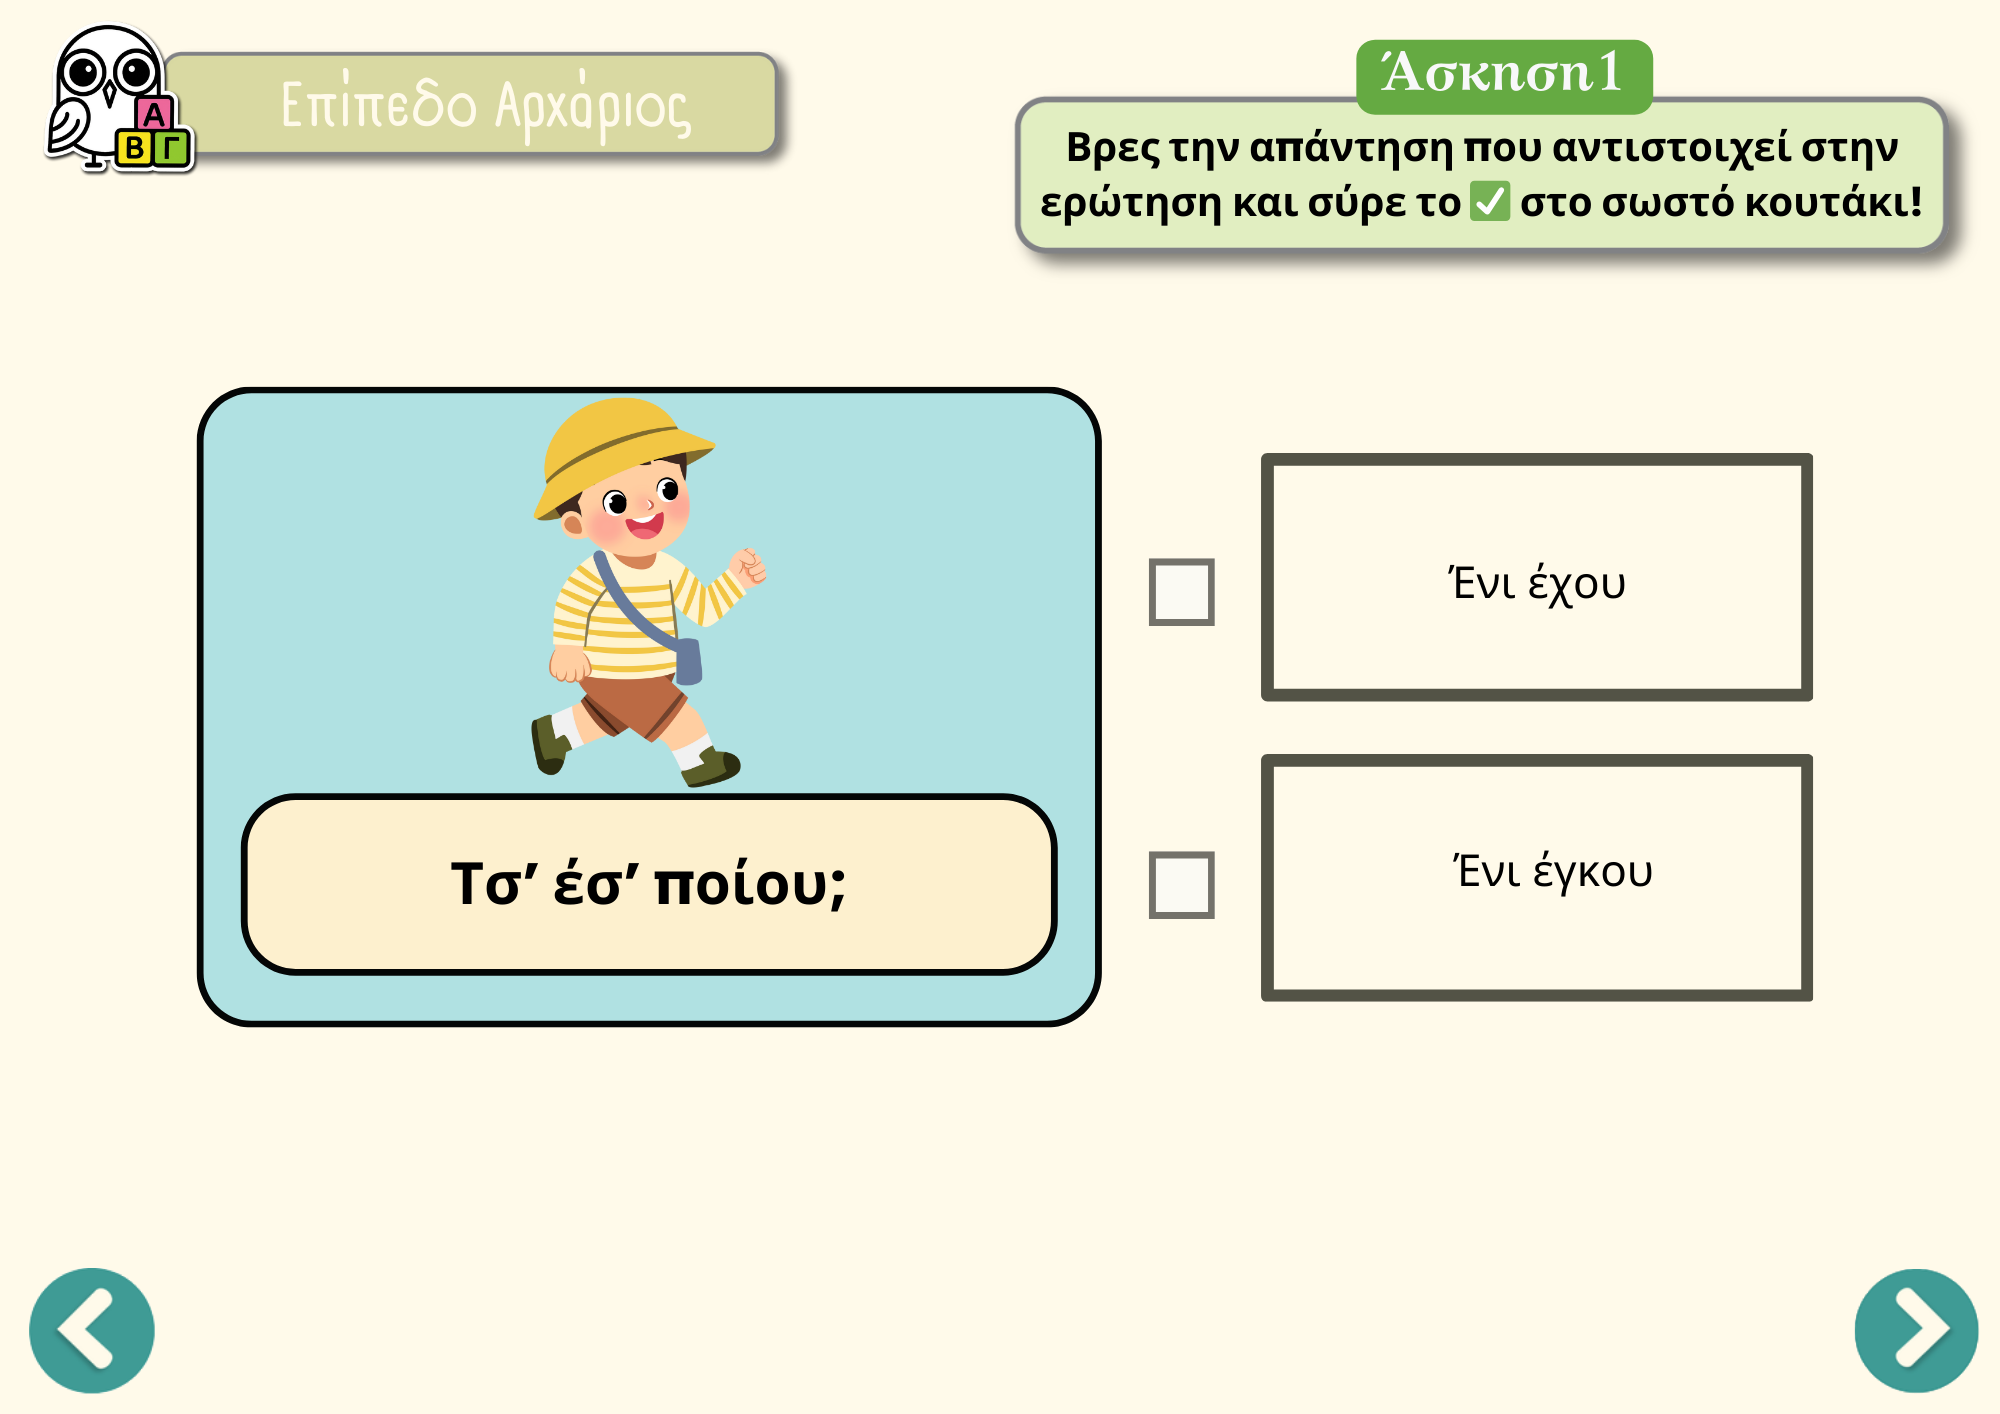 Α
Β Γ
Επίπεδο Αρχάριος
Άσκηση 1
Βρες την απάντηση που αντιστοιχεί στην
ερώτηση και σύρε το ✅ στο σωστό κουτάκι!
Τσ’ έσ’ ποίου;
Ένι έχου
Ένι έγκου